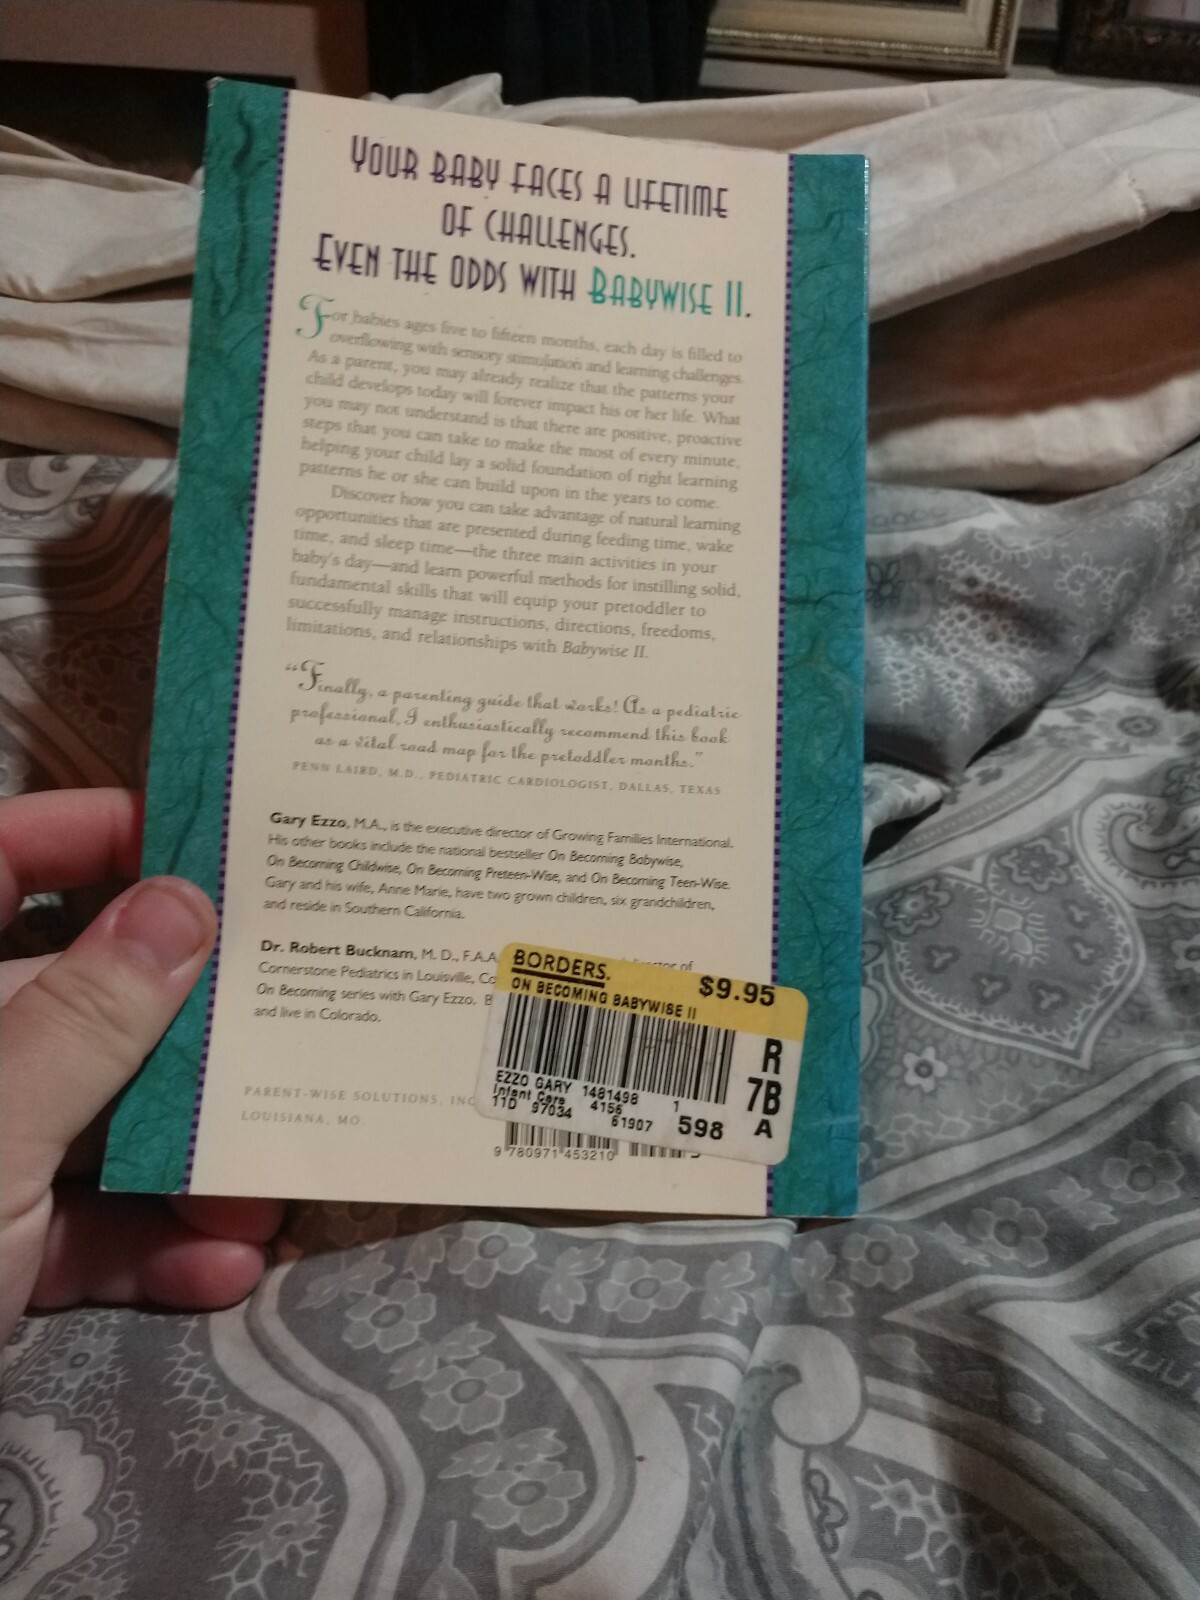 YOUR BABY FACES A LIFETIME
OF CHALLENGES.
EVEN THE ODDS WITH BABYWISE II.
For babies ages five to fifteen months, each day is filled to
overflowing with sensory stimulation and learning challenges.
As a parent, you may already realize that the patterns your
child develops today will forever impact his or her life. What
you may not understand is that there are positive, proactive
steps that you can take to make the most of every minute,
helping your child lay a solid foundation of right learning
patterns he or she can build upon in the years to come.
Discover how you can take advantage of natural learning
opportunities that are presented during feeding time, wake
time, and sleep time—the three main activities in your
baby's day—and learn powerful methods for instilling solid,
fundamental skills that will equip your pretoddler to
successfully manage instructions, directions, freedoms,
limitations, and relationships with Babywise II.
"Finally, a parenting guide that works! As a pediatric
professional, I enthusiastically recommend this book
as a vital road map for the pretoddler months."
PENN LAIRD, M.D., PEDIATRIC CARDIOLOGIST, DALLAS, TEXAS
Gary Ezzo, M.A., is the executive director of Growing Families International.
His other books include the national bestseller On Becoming Babywise,
On Becoming Childwise, On Becoming Preteen-Wise, and On Becoming Teen-Wise.
Gary and his wife, Anne Marie, have two grown children, six grandchildren,
and reside in Southern California.
Dr. Robert Bucknam, M. D., F.A.A. director of
Cornerstone Pediatrics in Louisville, Co
On Becoming series with Gary Ezzo. B
and live in Colorado.
PARENT-WISE SOLUTIONS, INC
LOUISIANA, MO.
BORDERS. $9.95
ON BECOMING BABYWISE II
R
7B
A
EZZO GARY 1481498 1
Infant Care 4156
11D 97034 61907 598
9 780971 453210